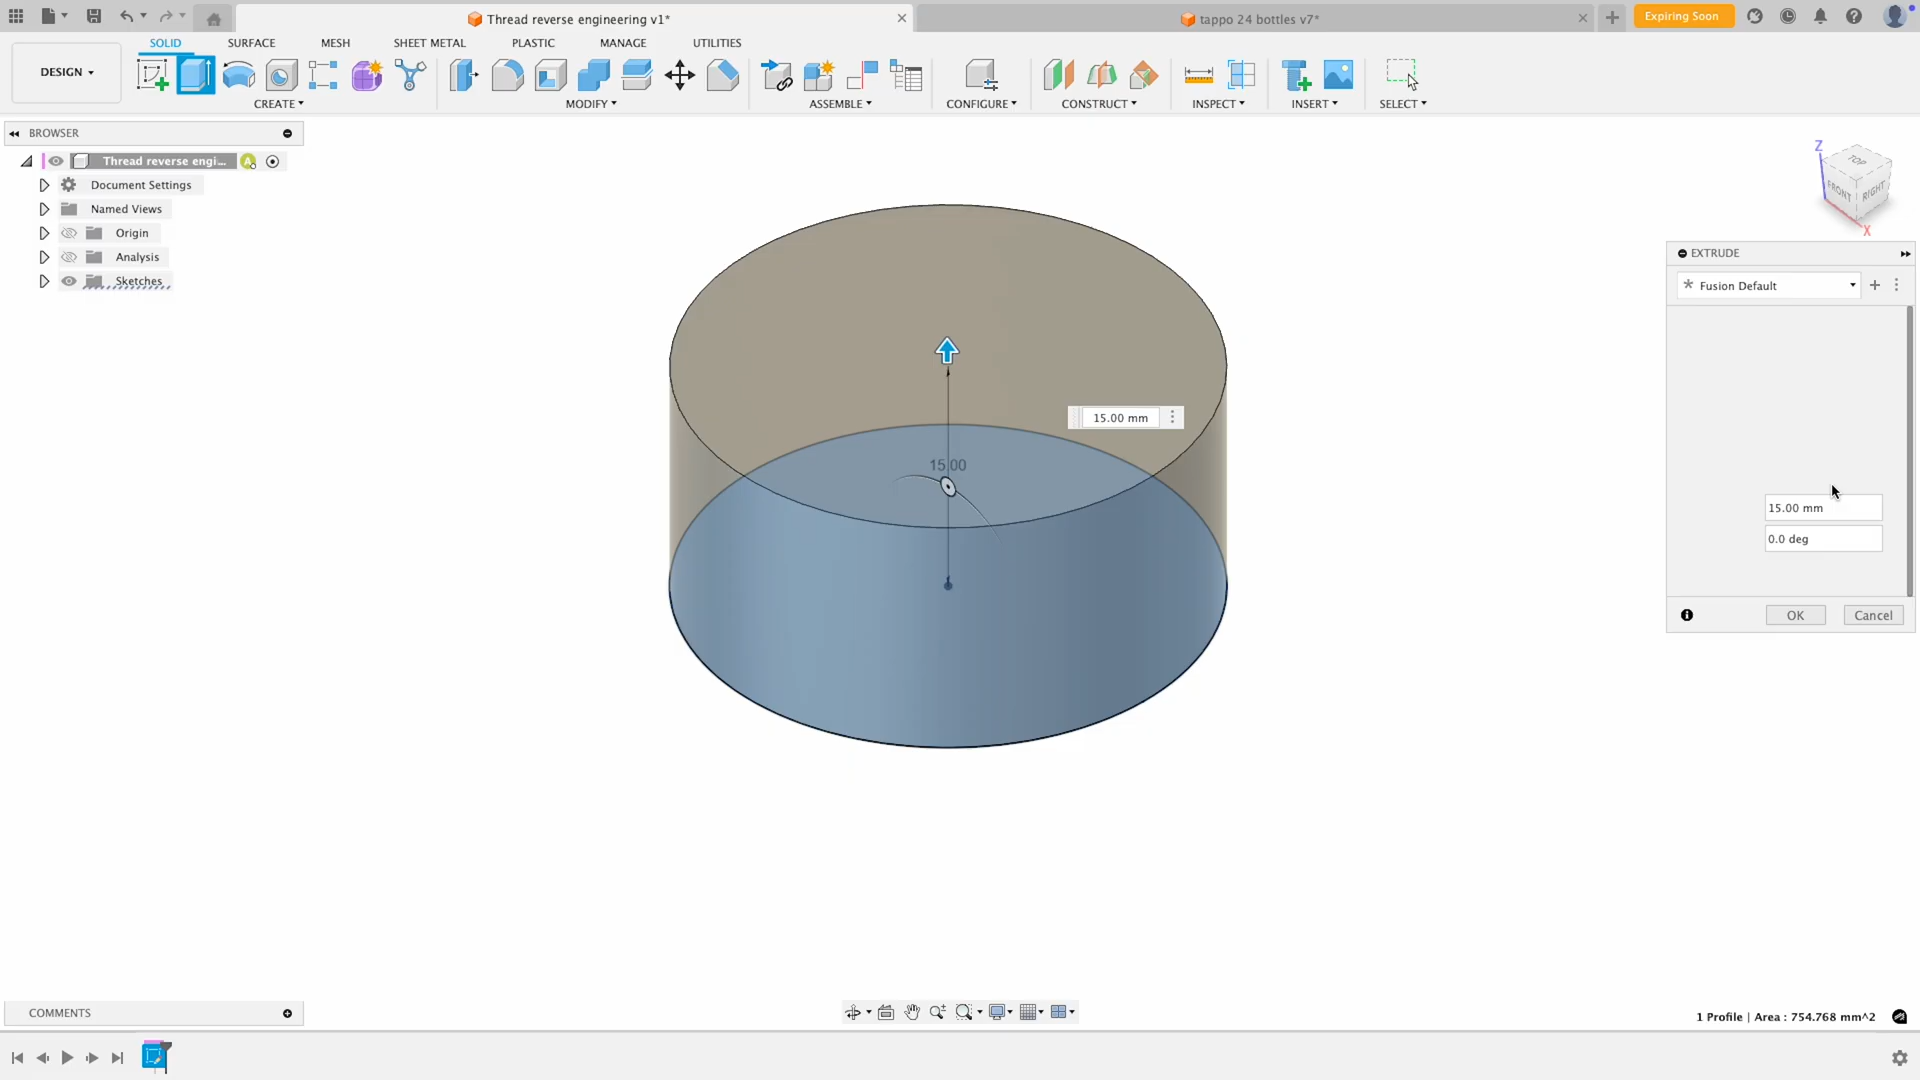 Thread reverse engineering v1*
tappo 24 bottles v7*
Expiring Soon
SOLID
SURFACE
MESH
SHEET METAL
PLASTIC
MANAGE
UTILITIES
DESIGN
CREATE
MODIFY
ASSEMBLE
CONFIGURE
CONSTRUCT
INSPECT
INSERT
SELECT
BROWSER
Thread reverse engi...
Document Settings
Named Views
Origin
Analysis
Sketches
Z
TOP
FRONT
RIGHT
X
EXTRUDE
* Fusion Default
15.00 mm
15.00
15.00 mm
0.0 deg
OK
Cancel
COMMENTS
1 Profile | Area : 754.768 mm^2